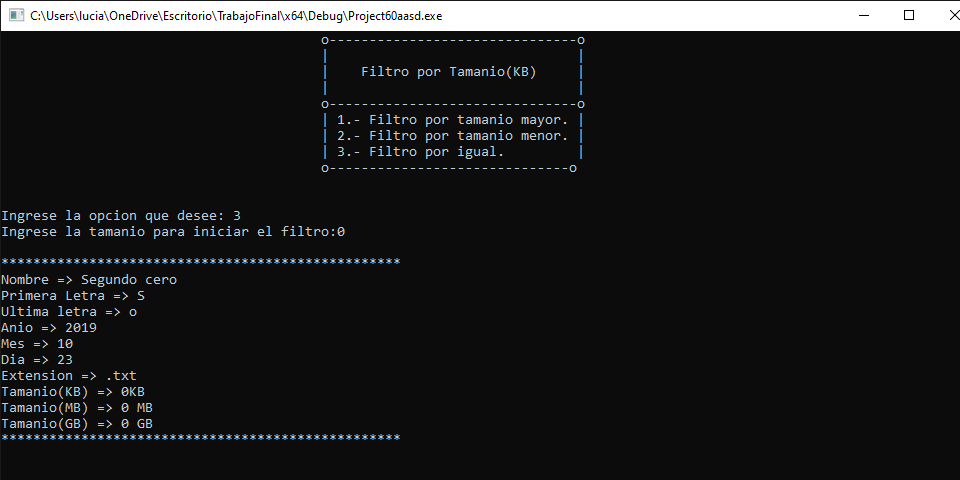 C:\Users\lucia\OneDrive\Escritorio\TrabajoFinal\x64\Debug\Project60aasd.exe
o-------------------------------o
|                               |
|    Filtro por Tamanio(KB)     |
|                               |
o-------------------------------o
| 1.- Filtro por tamanio mayor. |
| 2.- Filtro por tamanio menor. |
| 3.- Filtro por igual.         |
o------------------------------o
Ingrese la opcion que desee: 3
Ingrese la tamanio para iniciar el filtro:0
**************************************************
Nombre => Segundo cero
Primera Letra => S
Ultima letra => o
Anio => 2019
Mes => 10
Dia => 23
Extension => .txt
Tamanio(KB) => 0KB
Tamanio(MB) => 0 MB
Tamanio(GB) => 0 GB
**************************************************